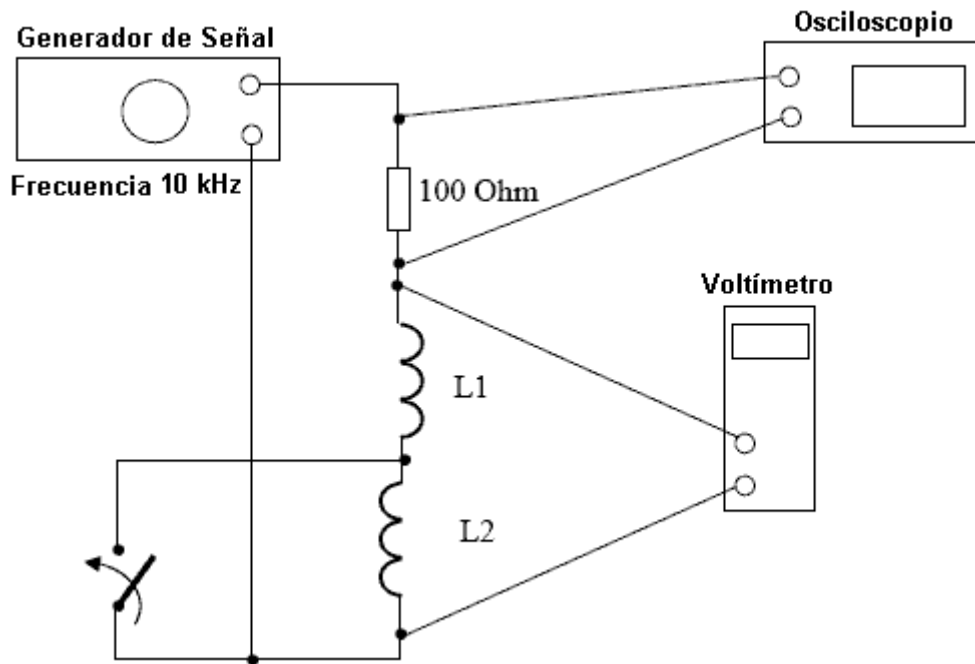 Osciloscopio
Generador de Señal
Frecuencia 10 kHz
100 Ohm
Voltímetro
L1
L2